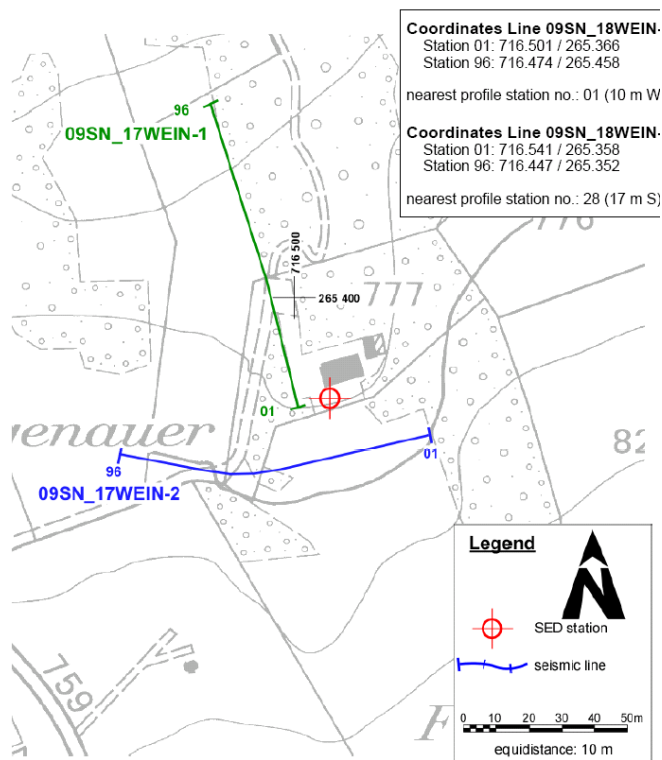 Coordinates Line 09SN_18WEIN-
Station 01: 716.501 / 265.366
Station 96: 716.474 / 265.458
nearest profile station no.: 01 (10 m W
Coordinates Line 09SN_18WEIN-
Station 01: 716.541 / 265.358
Station 96: 716.447 / 265.352
nearest profile station no.: 28 (17 m S)
96
09SN_17WEIN-1
776
716 500
265 400
777
01
enauer
82
01
96
09SN_17WEIN-2
Legend
N
SED station
seismic line
759
F
0 10 20 30 40 50m
equidistance: 10 m